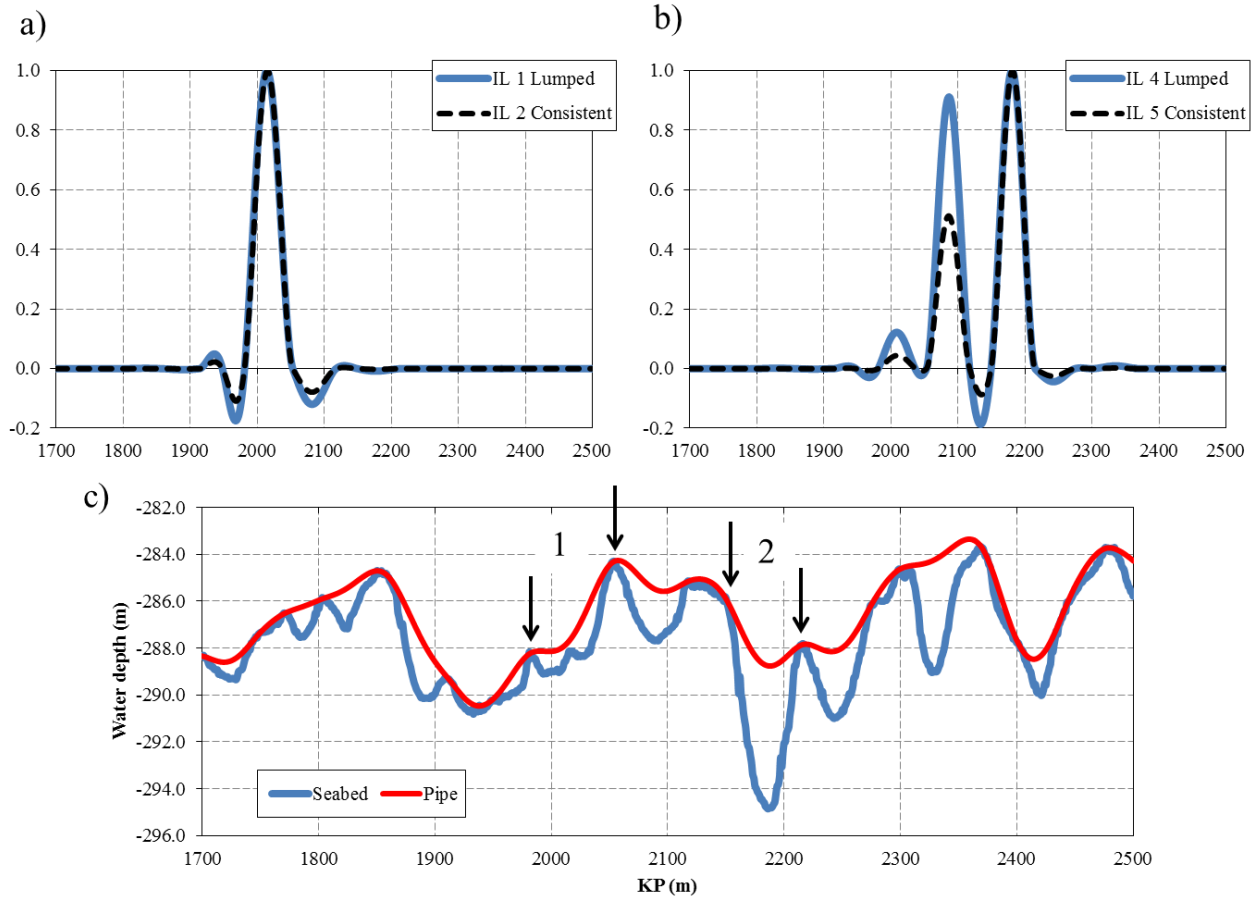 a)
b)
1.0
0.8
0.6
0.4
0.2
0.0
-0.2
IL 1 Lumped
IL 2 Consistent
1700 1800 1900 2000 2100 2200 2300 2400 2500
1.0
0.8
0.6
0.4
0.2
0.0
-0.2
IL 4 Lumped
IL 5 Consistent
1700 1800 1900 2000 2100 2200 2300 2400 2500
c)
-282.0
-284.0
-286.0
-288.0
-290.0
-292.0
-294.0
-296.0
Water depth (m)
1
2
Seabed Pipe
1700 1800 1900 2000 2100 2200 2300 2400 2500
KP (m)